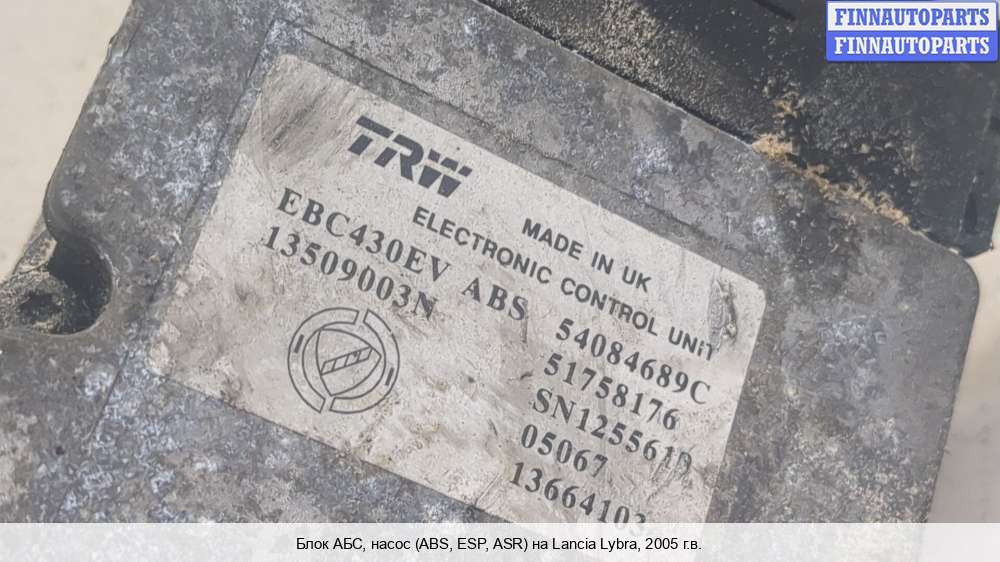 FINNAUTOPARTS
FINNAUTOPARTS
TRW
MADE IN UK
ELECTRONIC CONTROL UNiT
EBC430EV ABS
13509003N
54084689C
51758176
05067
Блок АБС, насос (ABS, ESP, ASR) на Lancia Lybra, 2005 г.в.